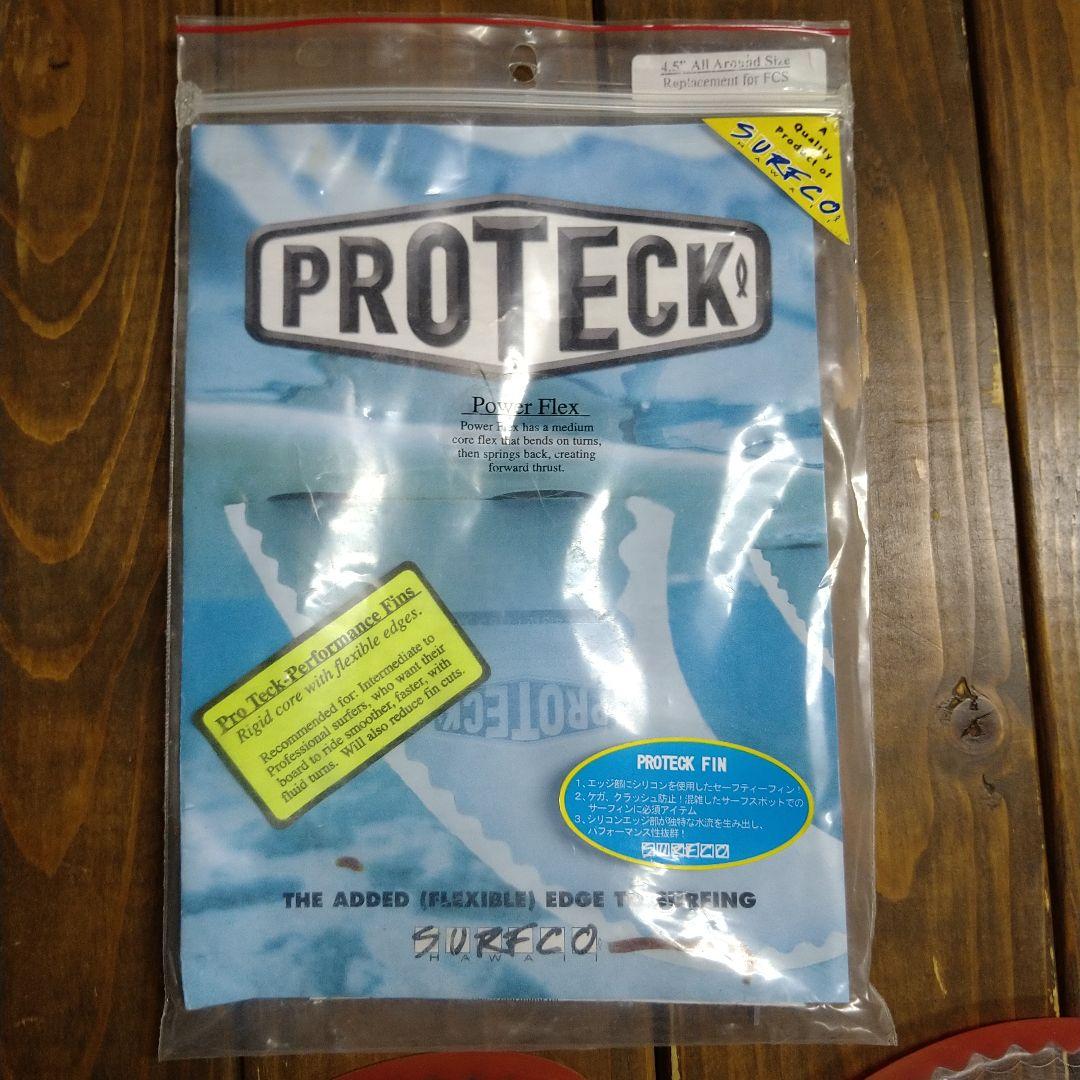 4.5" All Around Size
Replacement for FCS
A
Quality
Product of
SURFCO
HAWAII
PROTECK
Power Flex
Power Flex has a medium
core flex that bends on turns,
then springs back, creating
forward thrust.
Pro Teck-Performance Fins
Rigid core with flexible edges.
Recommended for: Intermediate to
Professional surfers, who want their
board to ride smoother, faster, with
fluid turns. Will also reduce fin cuts.
PROTECK
PROTECK FIN
1、エッジ部にシリコンを使用したセーフティーフィン!
2、ケガ、クラッシュ防止!混雑したサーフスポットでの
サーフィンに必須アイテム
3、シリコンエッジ部が独特な水流を生み出し、
パフォーマンス性抜群!
SURFCO
THE ADDED (FLEXIBLE) EDGE TO SURFING
SURFCO
HAWAII